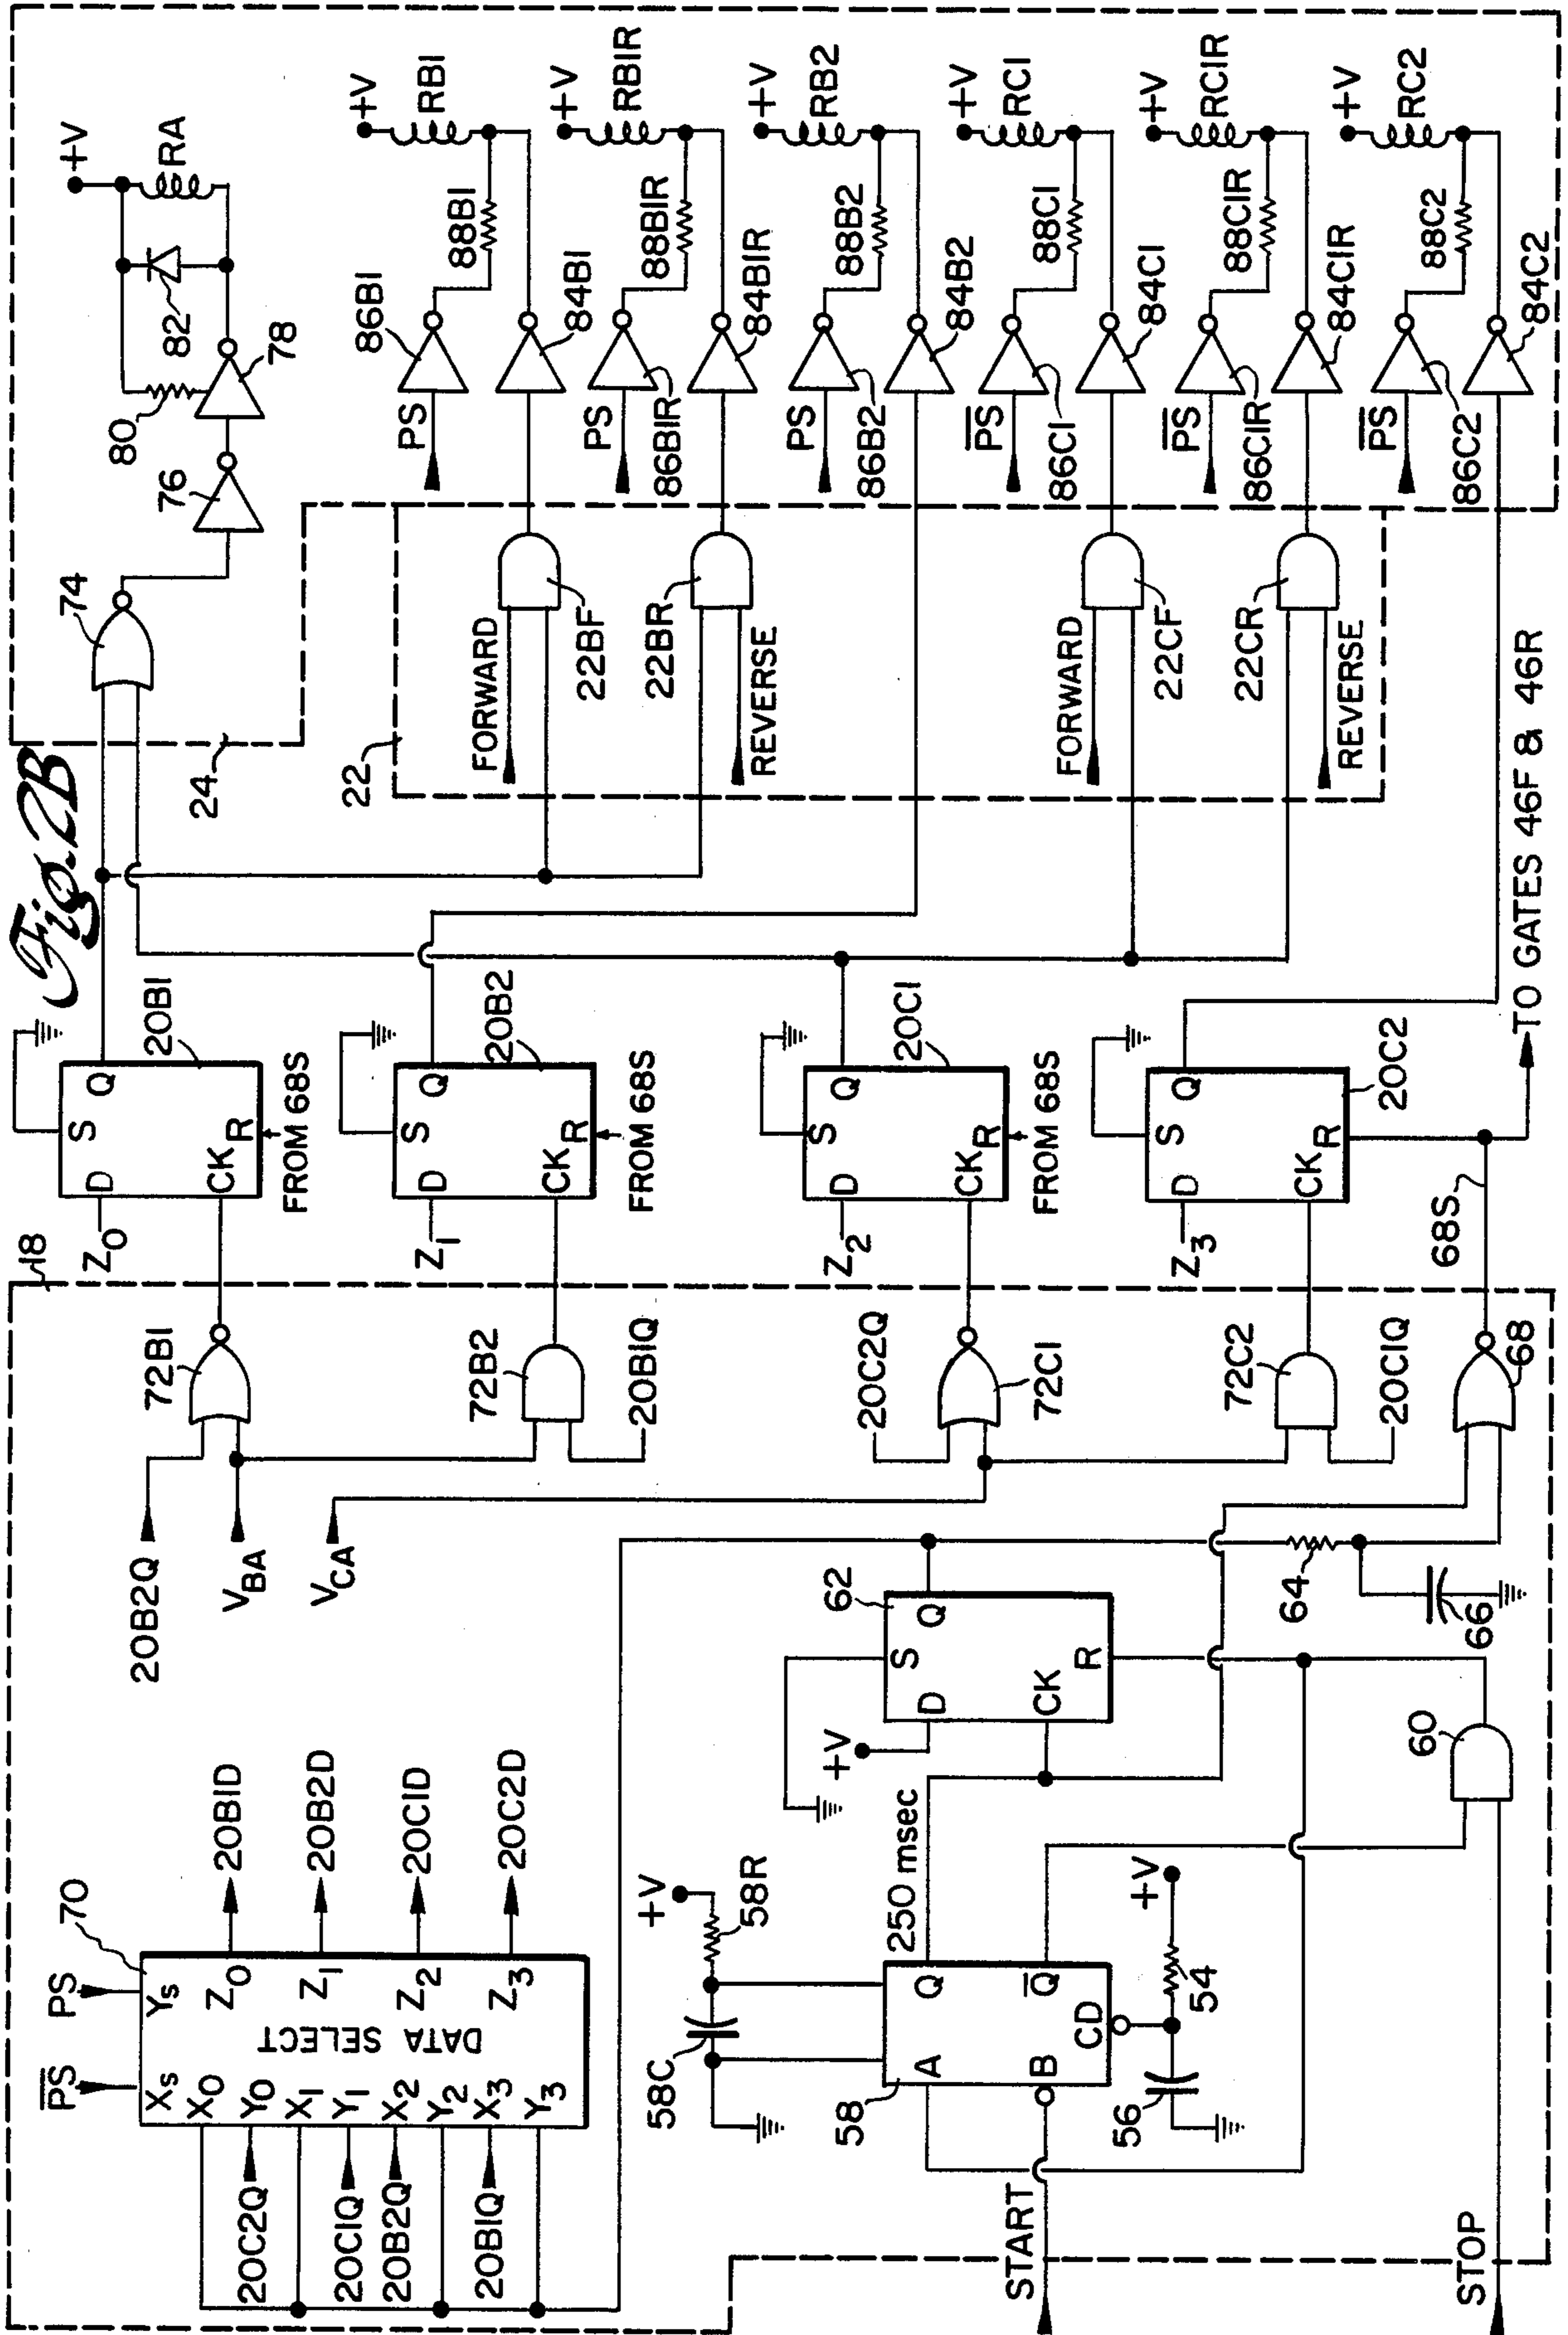 Fig. 2B
18
PS
PS
70
Xs
Ys
X0
Y0
X1
Y1
X2
Y2
X3
Y3
DATA SELECT
Z0
Z1
Z2
Z3
20B1D
20B2D
20C1D
20C2D
20C2Q
20C1Q
20B2Q
20B1Q
20B2Q
VBA
VCA
72B1
72B2
20B1Q
20C2Q
72C1
72C2
20C1Q
68
START
STOP
58C
+V
58R
58
A
B
Q
Q
CD
250 msec
56
54
+V
60
+V
62
D
S
Q
CK
R
64
66
Z0
D
S
Q
CK
R
20B1
FROM 68S
Z1
D
S
Q
CK
R
20B2
FROM 68S
Z2
D
S
Q
CK
R
20C1
FROM 68S
Z3
D
S
Q
CK
R
20C2
68S
TO GATES 46F & 46R
24
74
76
78
80
82
+V
RA
22
FORWARD
22BF
22BR
REVERSE
FORWARD
22CF
22CR
REVERSE
PS
86B1
88B1
84B1
+V
RB1
PS
86B1R
88B1R
84B1R
+V
RB1R
PS
86B2
88B2
84B2
+V
RB2
PS
86C1
88C1
84C1
+V
RC1
PS
86C1R
88C1R
84C1R
+V
RC1R
PS
86C2
88C2
84C2
+V
RC2